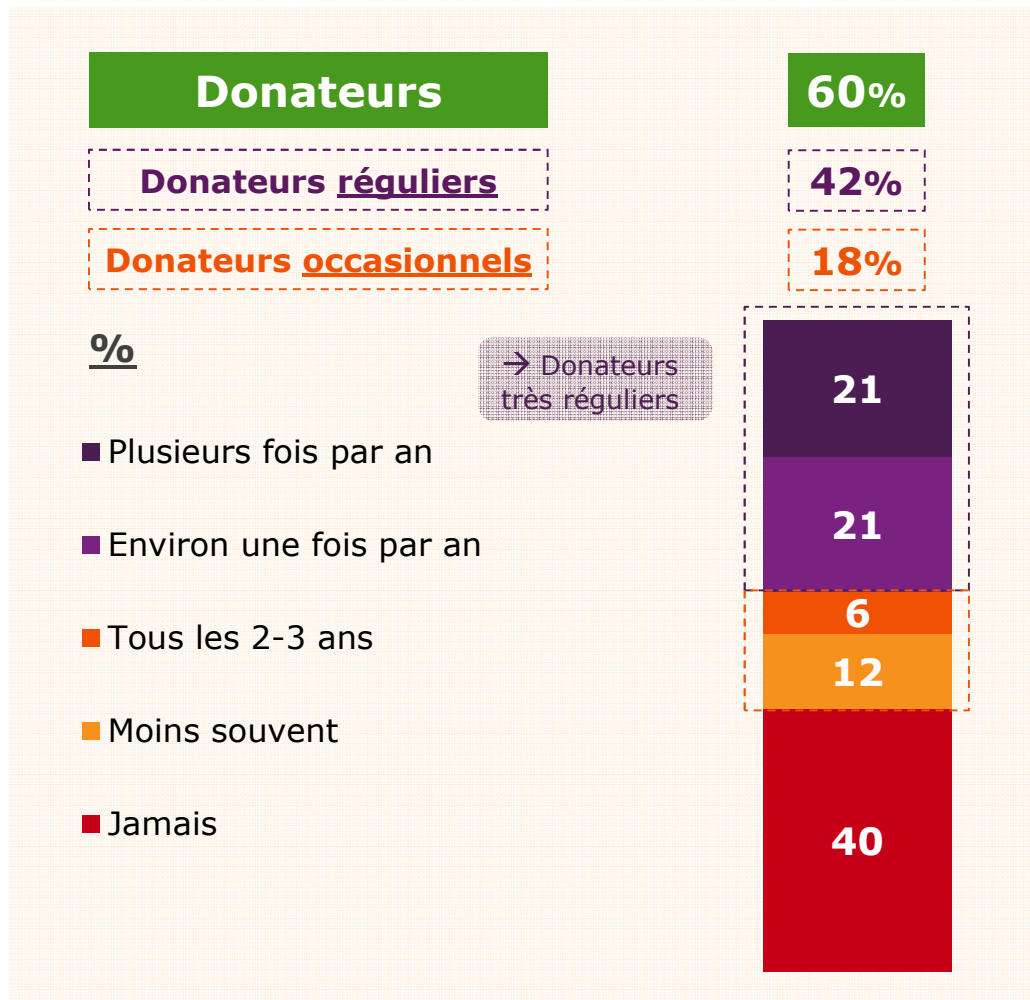 Donateurs 60%
Donateurs réguliers 42%
Donateurs occasionnels 18%
%
→ Donateurs
très réguliers
21
Plusieurs fois par an
Environ une fois par an
21
Tous les 2-3 ans
6
Moins souvent
12
Jamais
40